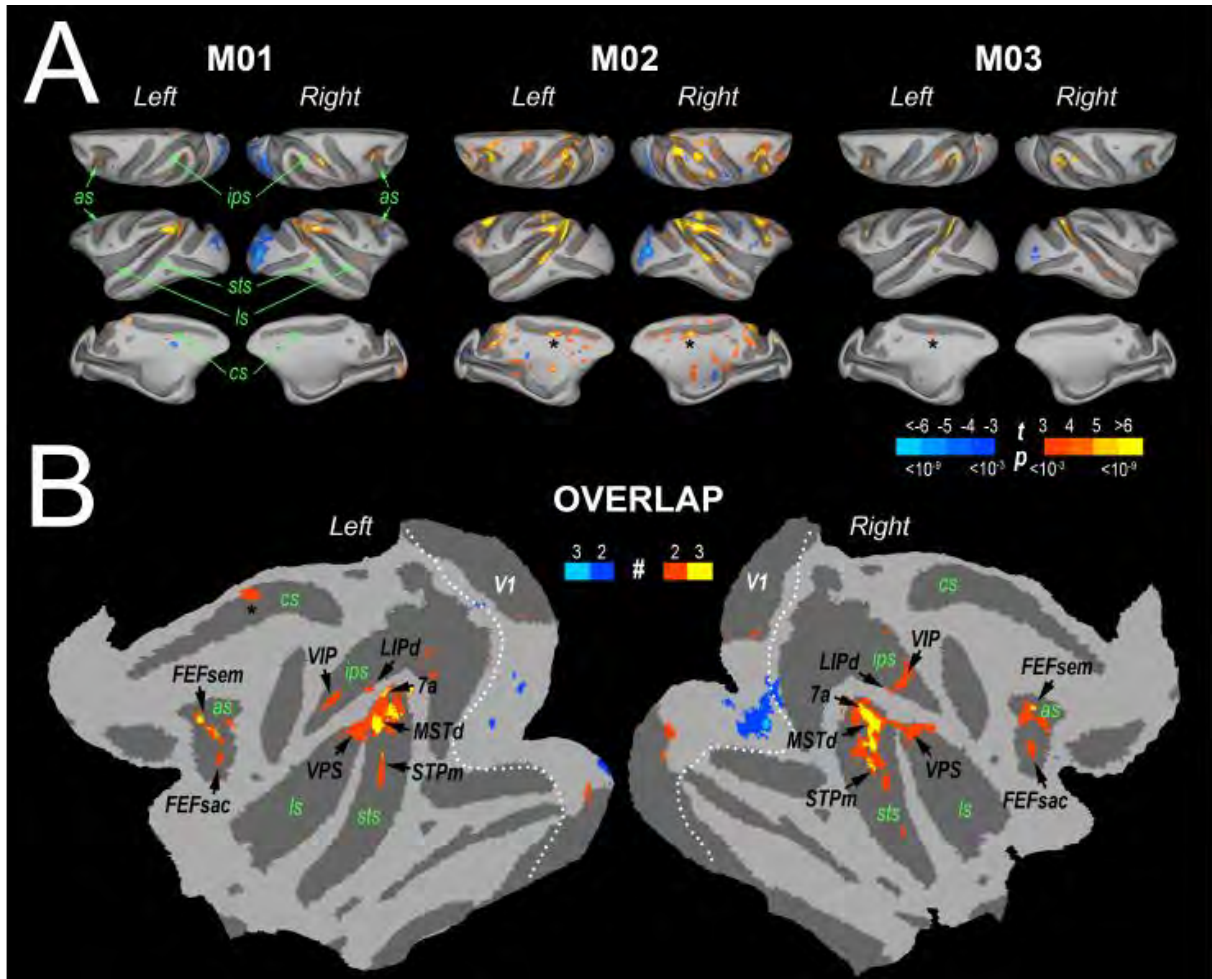 A
M01 M02 M03
Left Right Left Right Left Right
as ips as
sts
ls
cs
* * *
<-6 -5 -4 -3 t 3 4 5 >6
<10⁻⁹ <10⁻³ p <10⁻³ <10⁻⁹
B
OVERLAP
Left Right
3 2 # 2 3
V1 V1
cs cs
*
VIP LIPd LIPd VIP
FEFsem ips ips FEFsem
as 7a 7a as
MSTd MSTd
VPS STPm STPm VPS
FEFsac FEFsac
ls sts sts ls